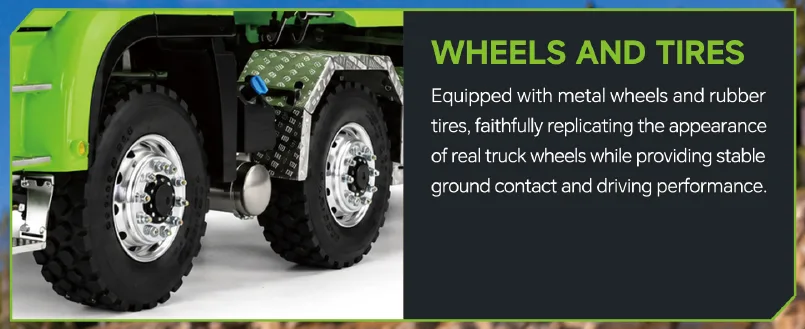 WHEELS AND TIRES
Equipped with metal wheels and rubber
tires, faithfully replicating the appearance
of real truck wheels while providing stable
ground contact and driving performance.